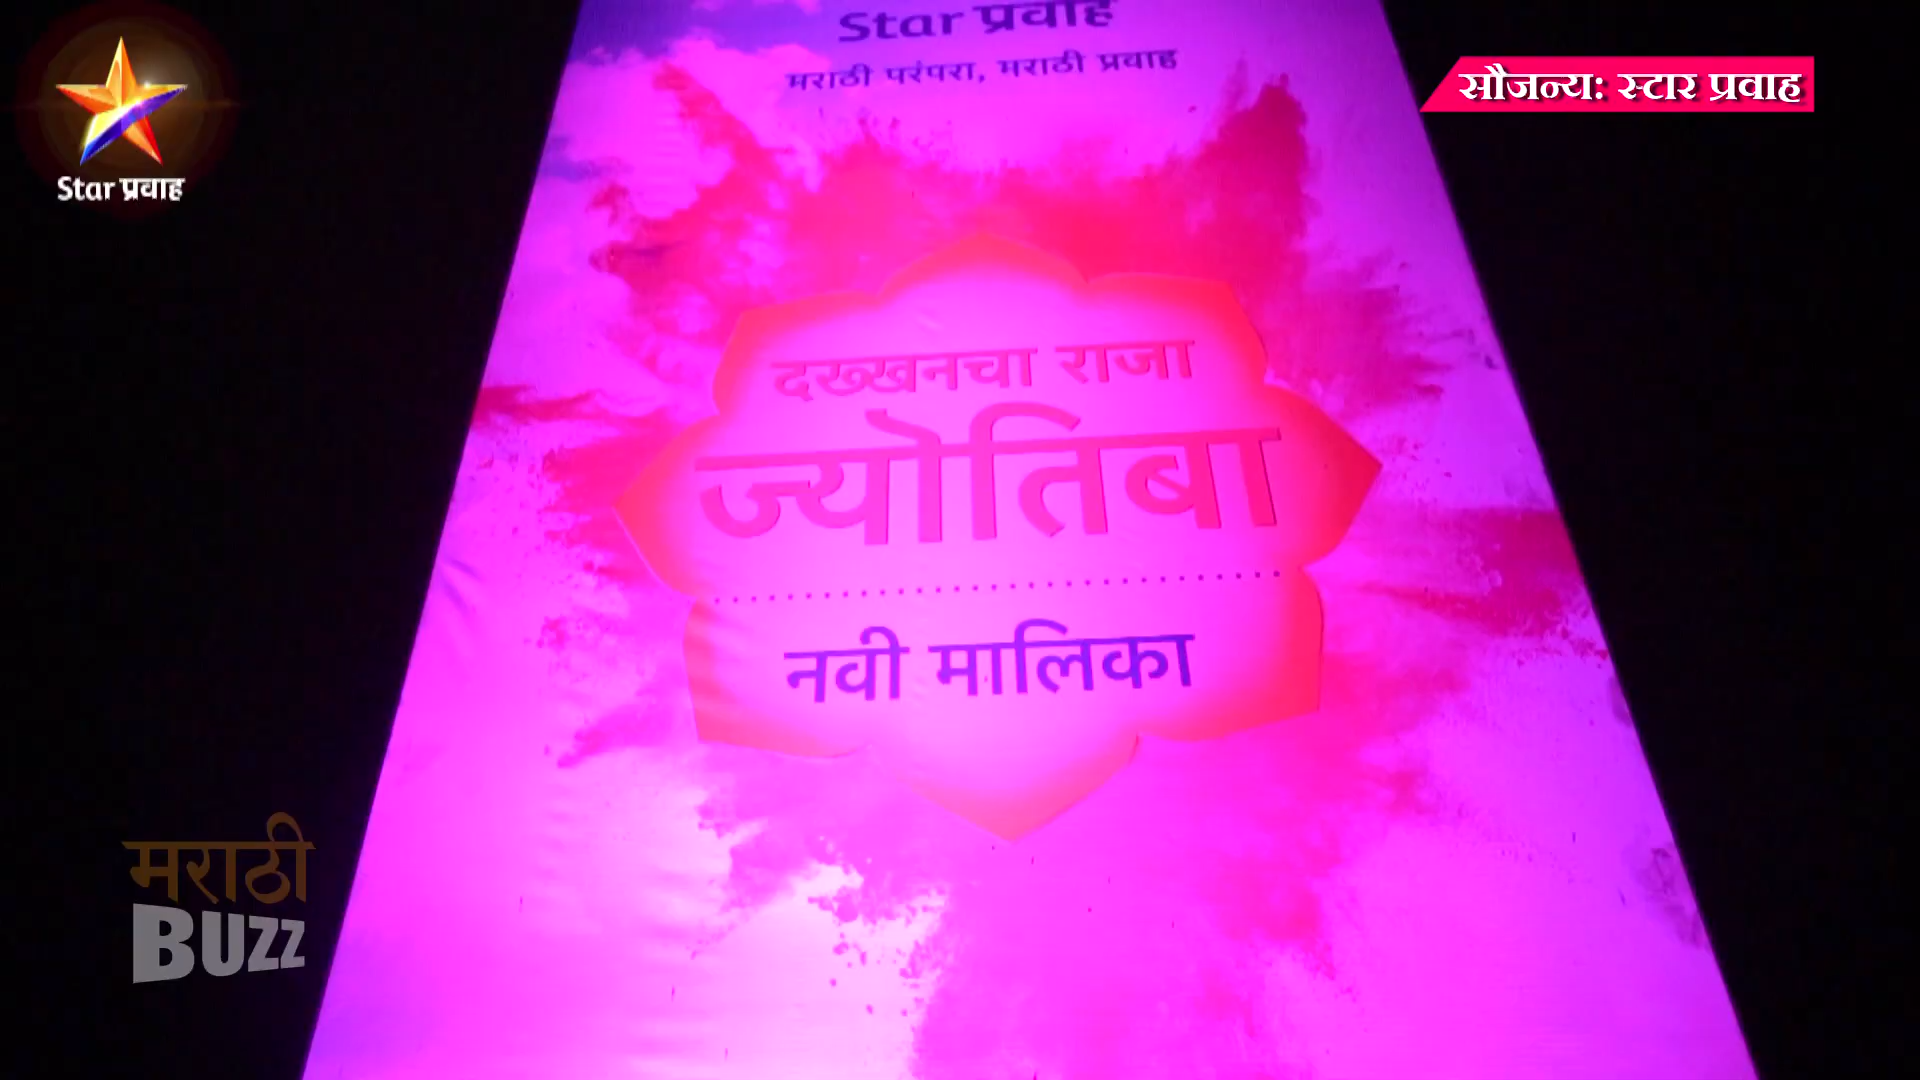 Star प्रवाह
मराठी परंपरा, मराठी प्रवाह
सौजन्य: स्टार प्रवाह
Star प्रवाह
दख्खनचा राजा
ज्योतिबा
नवी मालिका
मराठी
BUZZ